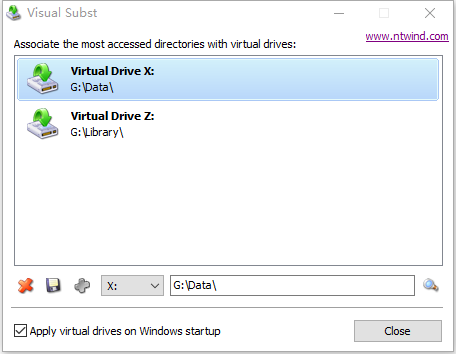 Visual Subst
www.ntwind.com
Associate the most accessed directories with virtual drives:
Virtual Drive X:
G:\Data\
Virtual Drive Z:
G:\Library\
X:
G:\Data\
Apply virtual drives on Windows startup
Close